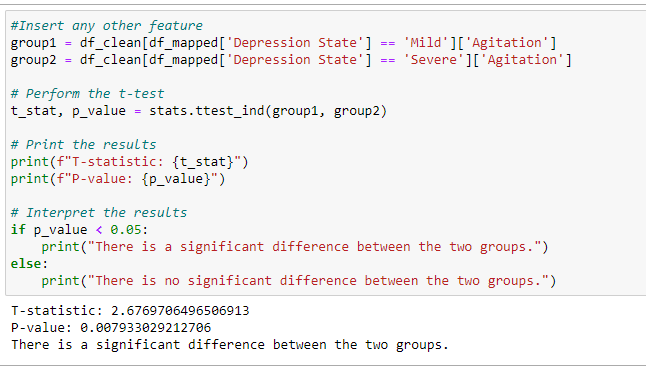 #Insert any other feature
group1 = df_clean[df_mapped['Depression State'] == 'Mild']['Agitation']
group2 = df_clean[df_mapped['Depression State'] == 'Severe']['Agitation']
# Perform the t-test
t_stat, p_value = stats.ttest_ind(group1, group2)
# Print the results
print(f"T-statistic: {t_stat}")
print(f"P-value: {p_value}")
# Interpret the results
if p_value < 0.05:
    print("There is a significant difference between the two groups.")
else:
    print("There is no significant difference between the two groups.")
T-statistic: 2.6769706496506913
P-value: 0.007933029212706
There is a significant difference between the two groups.